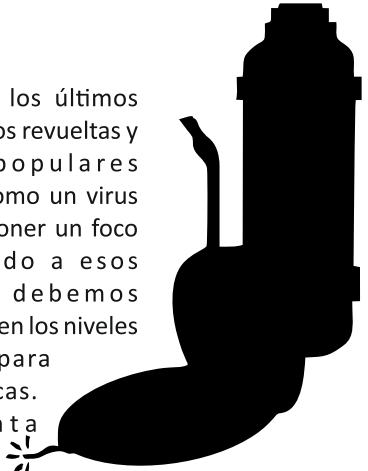 los últimos
os revueltas y
populares
omo un virus
oner un foco
do a esos
debemos
en los niveles
para
cas.
ta